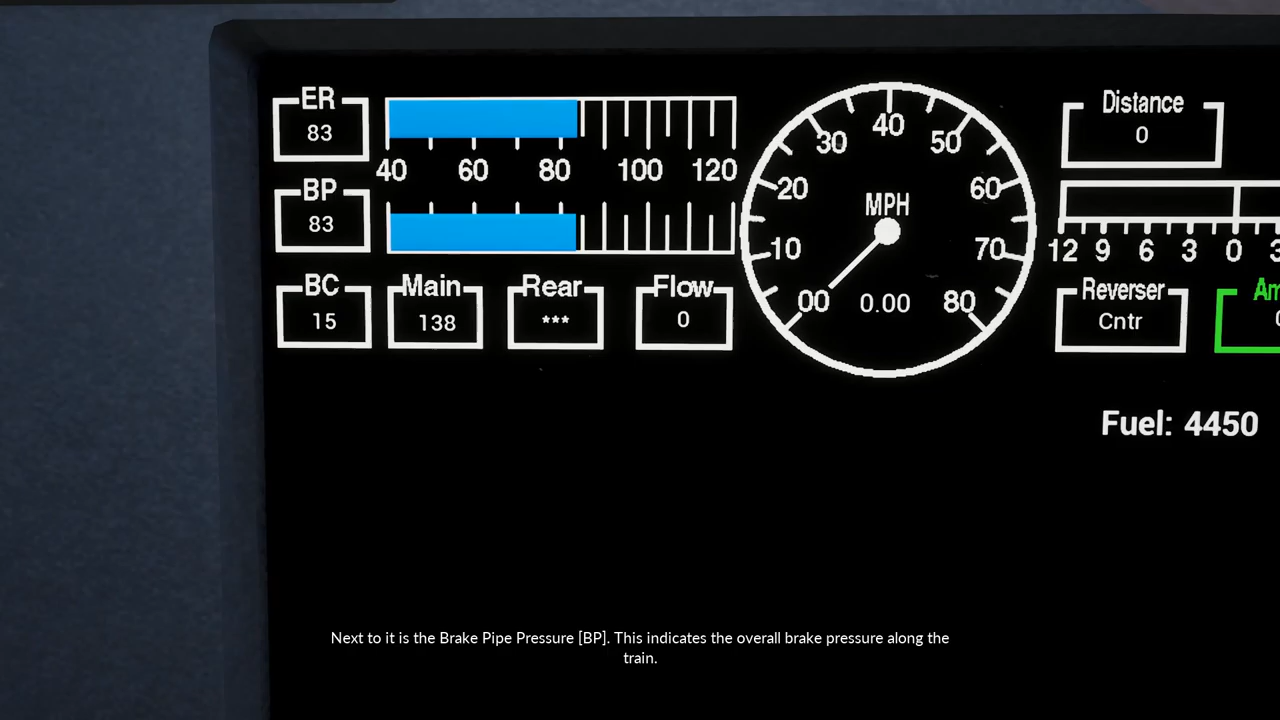 ER
83
40 60 80 100 120
BP
83
BC
15
Main
138
Rear
***
Flow
0
00 10 20 30 40 50 60 70 80
MPH
0.00
Distance
0
12 9 6 3 0 3
Reverser
Cntr
Am
0
Fuel: 4450
Next to it is the Brake Pipe Pressure [BP]. This indicates the overall brake pressure along the
train.